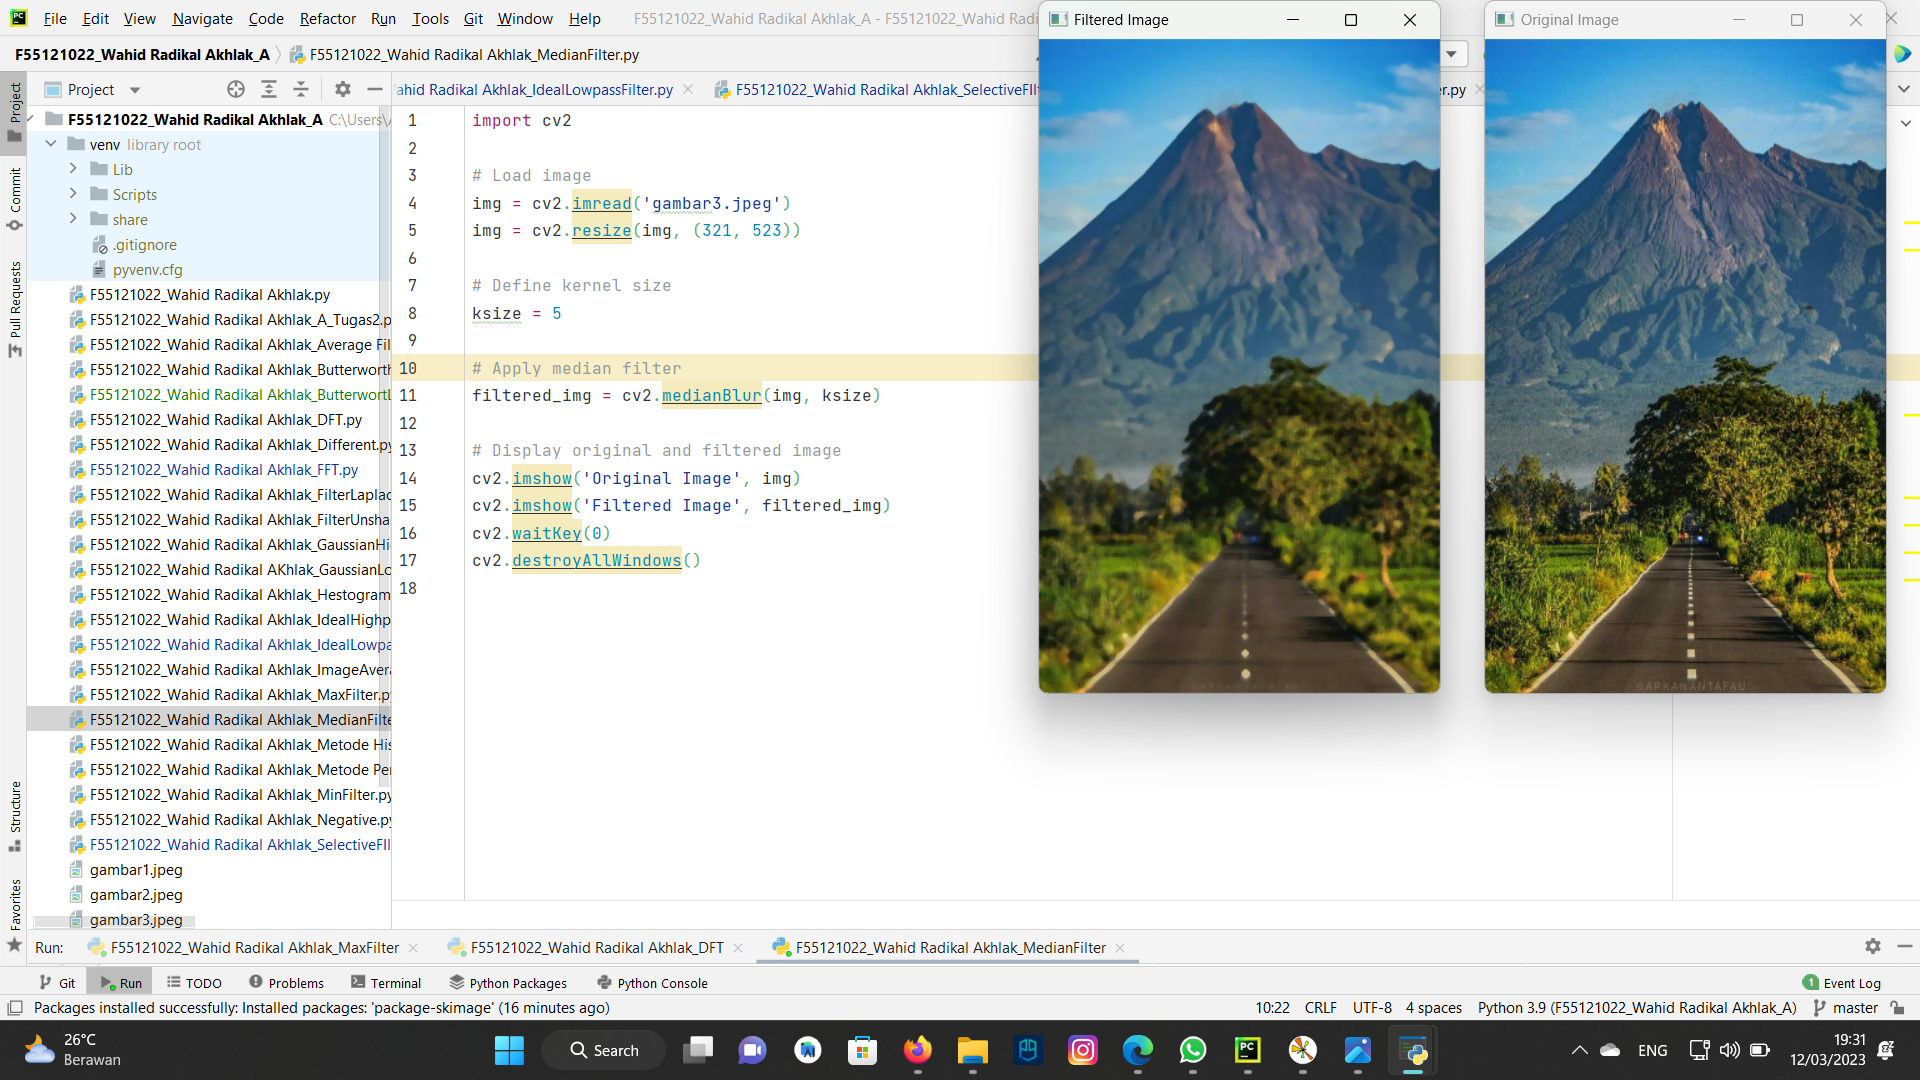 File Edit View Navigate Code Refactor Run Tools Git Window Help F55121022_Wahid Radikal Akhlak_A - F55121022_Wahid
F55121022_Wahid Radikal Akhlak_A F55121022_Wahid Radikal Akhlak_MedianFilter.py
Project
Akhlak_IdealLowpassFilter.py F55121022_Wahid Radikal .py
F55121022_Wahid Radikal Akhlak_A C:\Users\
venv library root
Lib
Scripts
share
.gitignore
pyvenv.cfg
F55121022_Wahid Radikal Akhlak.py
F55121022_Wahid Radikal Akhlak_A_Tugas2.p
F55121022_Wahid Radikal Akhlak_Average Fil
F55121022_Wahid Radikal Akhlak_Butterworth
F55121022_Wahid Radikal Akhlak_ButterwortL
F55121022_Wahid Radikal Akhlak_DFT.py
F55121022_Wahid Radikal Akhlak_Different.py
F55121022_Wahid Radikal Akhlak_FFT.py
F55121022_Wahid Radikal Akhlak_FilterLaplac
F55121022_Wahid Radikal Akhlak_FilterUnsha
F55121022_Wahid Radikal Akhlak_GaussianHi
F55121022_Wahid Radikal AKhlak_GaussianLo
F55121022_Wahid Radikal Akhlak_Hestogram
F55121022_Wahid Radikal Akhlak_IdealHighp
F55121022_Wahid Radikal Akhlak_IdealLowpa
F55121022_Wahid Radikal Akhlak_ImageAvera
F55121022_Wahid Radikal Akhlak_MaxFilter.py
F55121022_Wahid Radikal Akhlak_MedianFilte
F55121022_Wahid Radikal Akhlak_Metode His
F55121022_Wahid Radikal Akhlak_Metode Per
F55121022_Wahid Radikal Akhlak_MinFilter.py
F55121022_Wahid Radikal Akhlak_Negative.py
F55121022_Wahid Radikal Akhlak_SelectiveFIl
gambar1.jpeg
gambar2.jpeg
gambar3.jpeg
Project
Commit
Pull Requests
Structure
Favorites
1 import cv2
2
3 # Load image
4 img = cv2.imread('gambar3.jpeg')
5 img = cv2.resize(img, (321, 523))
6
7 # Define kernel size
8 ksize = 5
9
10 # Apply median filter
11 filtered_img = cv2.medianBlur(img, ksize)
12
13 # Display original and filtered image
14 cv2.imshow('Original Image', img)
15 cv2.imshow('Filtered Image', filtered_img)
16 cv2.waitKey(0)
17 cv2.destroyAllWindows()
18
Filtered Image
Original Image
©APKANANTAFAU
Run: F55121022_Wahid Radikal Akhlak_MaxFilter F55121022_Wahid Radikal Akhlak_DFT F55121022_Wahid Radikal Akhlak_MedianFilter
Git Run TODO Problems Terminal Python Packages Python Console 1 Event Log
Packages installed successfully: Installed packages: 'package-skimage' (16 minutes ago) 10:22 CRLF UTF-8 4 spaces Python 3.9 (F55121022_Wahid Radikal Akhlak_A) master
26°C
Berawan
Search
ENG
19:31
12/03/2023